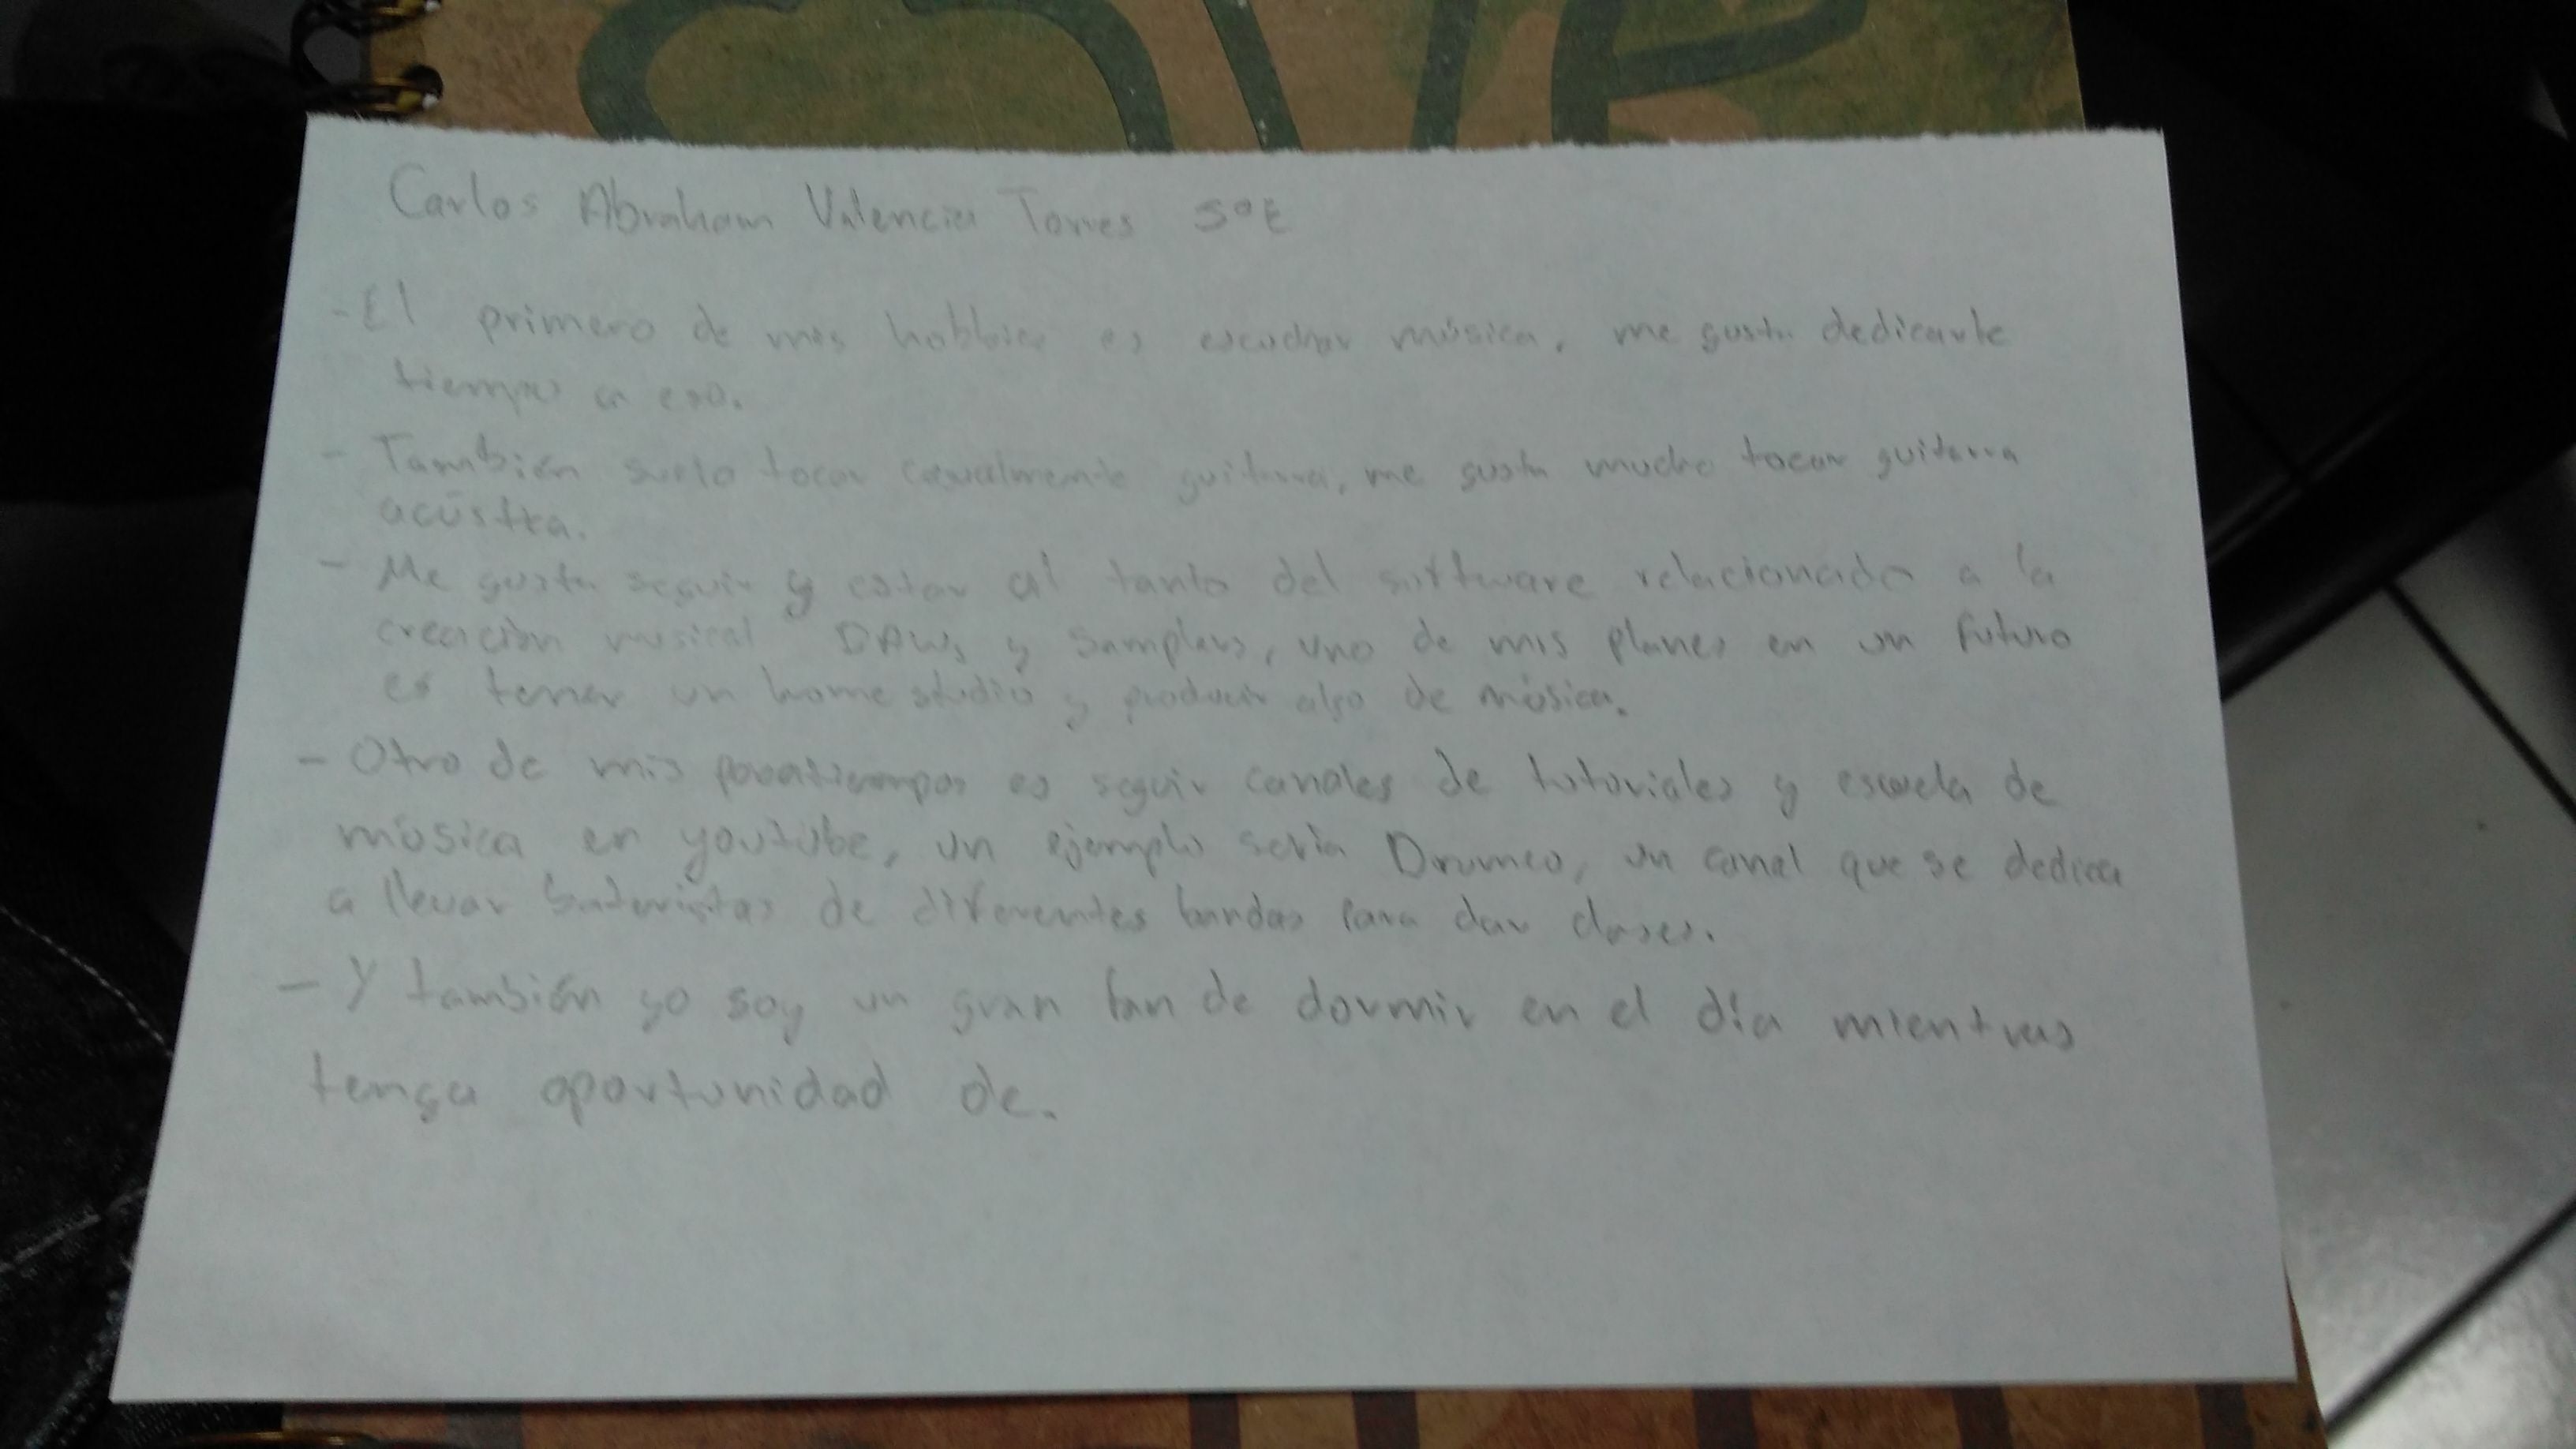 Carlos Abraham Valencia Torres 5°E
- El primero de mis hobbies es escuchar música, me gusta dedicarle
tiempo a eso.
- También suelo tocar casualmente guitarra, me gusta mucho tocar guitarra
acústica.
- Me gusta seguir y estar al tanto del software relacionado a la
creación musical DAWs y Samplers, uno de mis planes en un futuro
es tener un home studio y producir algo de música.
- Otro de mis pasatiempos es seguir canales de tutoriales y escuela de
música en youtube, un ejemplo sería Drumeo, un canal que se dedica
a llevar bateristas de diferentes bandas para dar clases.
- Y también yo soy un gran fan de dormir en el día mientras
tenga oportunidad de.